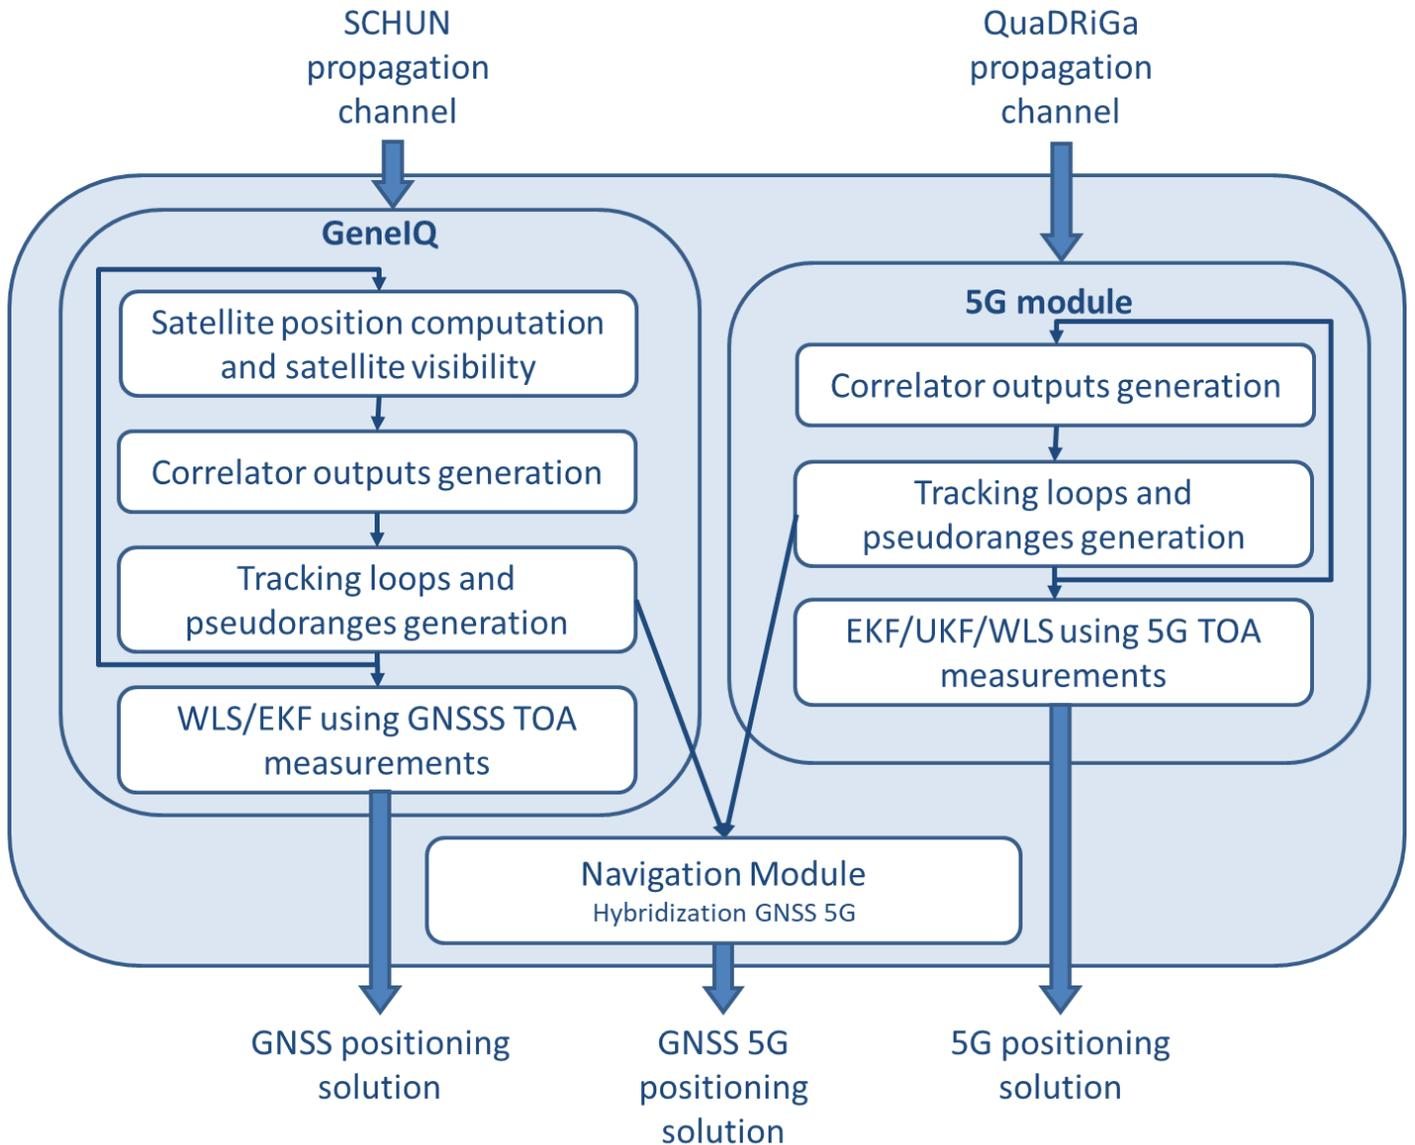 SCHUN
propagation
channel
QuaDRiGa
propagation
channel
GeneIQ
Satellite position computation
and satellite visibility
Correlator outputs generation
Tracking loops and
pseudoranges generation
WLS/EKF using GNSSS TOA
measurements
5G module
Correlator outputs generation
Tracking loops and
pseudoranges generation
EKF/UKF/WLS using 5G TOA
measurements
Navigation Module
Hybridization GNSS 5G
GNSS positioning
solution
GNSS 5G
positioning
solution
5G positioning
solution